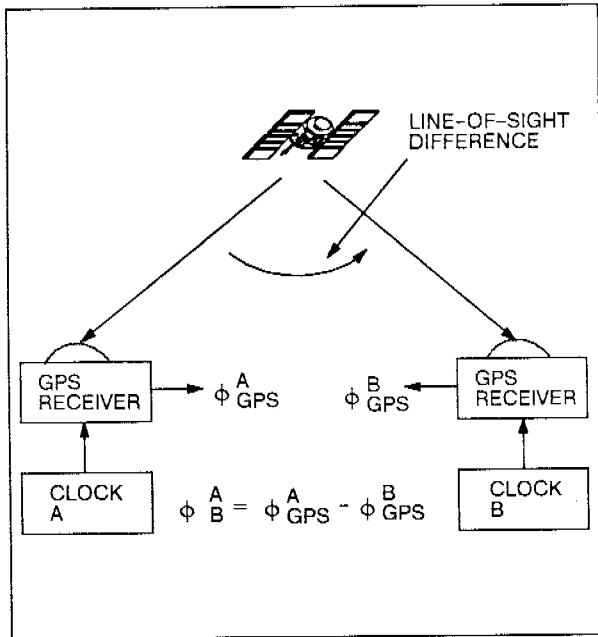 LINE-OF-SIGHT
DIFFERENCE
GPS
RECEIVER
ϕ A GPS
ϕ B GPS
GPS
RECEIVER
CLOCK
A
ϕ A B = ϕ A GPS - ϕ B GPS
CLOCK
B